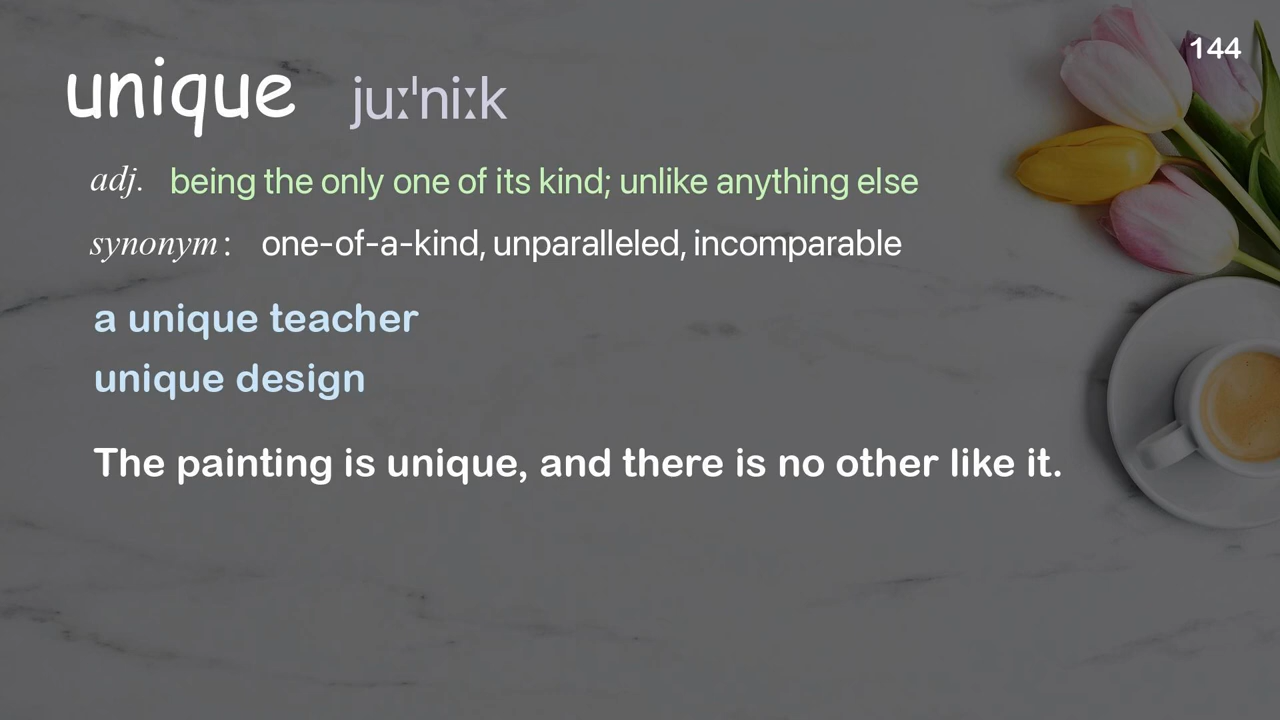 144
unique juːˈniːk
adj. being the only one of its kind; unlike anything else
synonym: one-of-a-kind, unparalleled, incomparable
a unique teacher
unique design
The painting is unique, and there is no other like it.